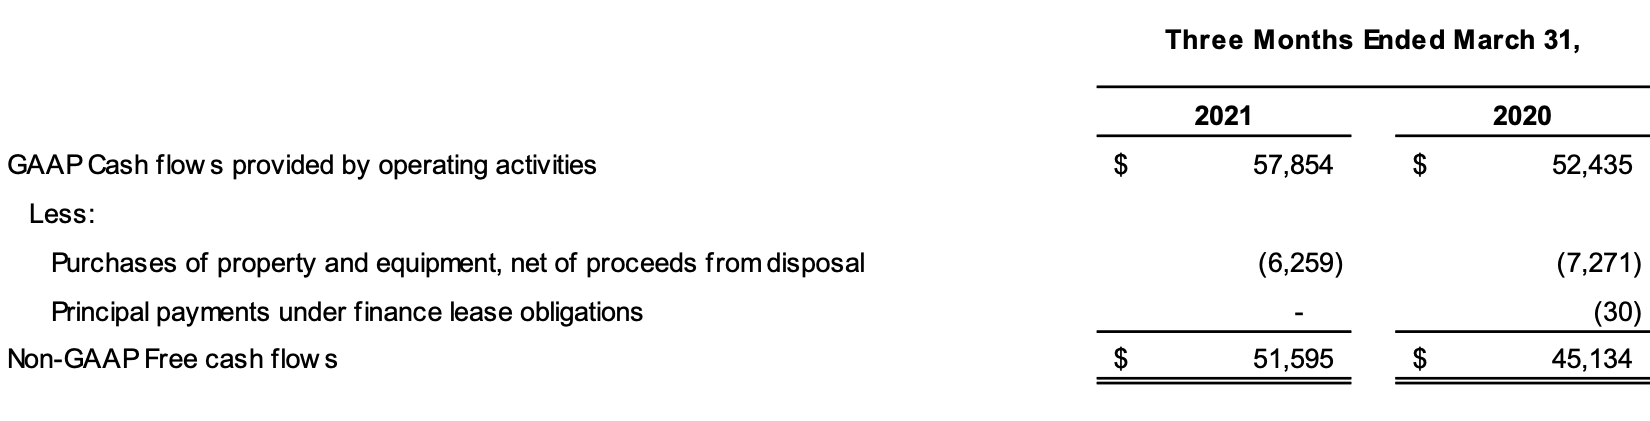 Three Months Ended March 31,
2021 2020
GAAP Cash flows provided by operating activities $ 57,854 $ 52,435
Less:
Purchases of property and equipment, net of proceeds from disposal (6,259) (7,271)
Principal payments under finance lease obligations - (30)
Non-GAAP Free cash flows $ 51,595 $ 45,134